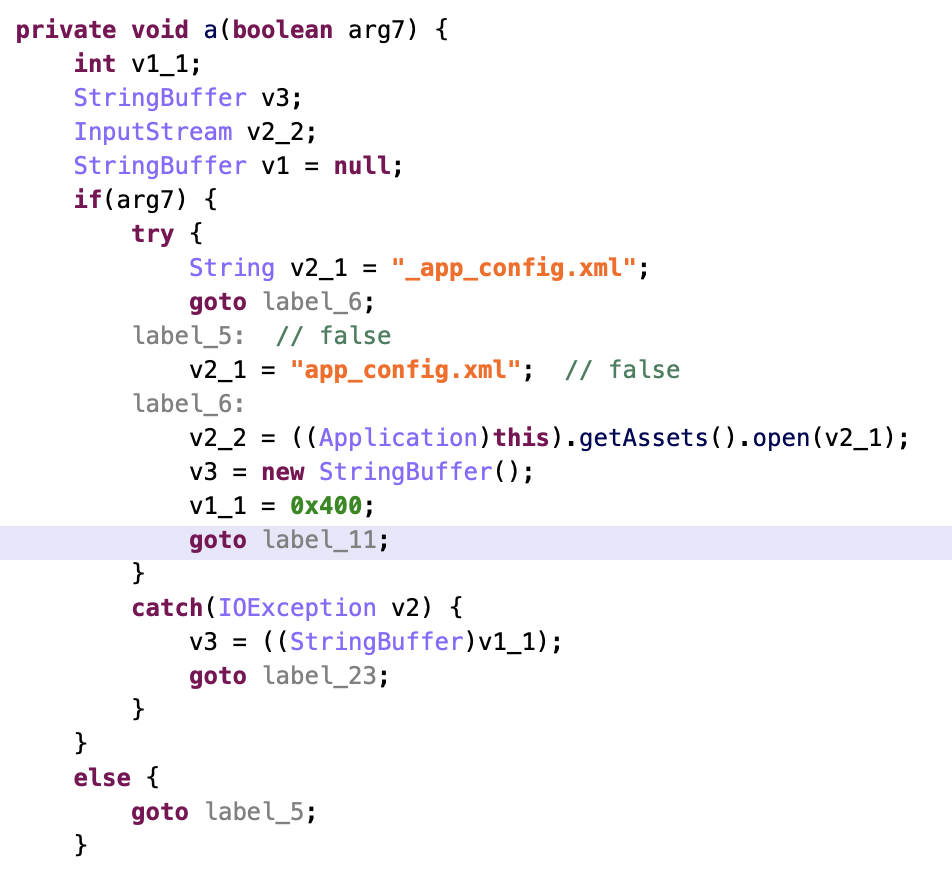 private void a(boolean arg7) {
    int v1_1;
    StringBuffer v3;
    InputStream v2_2;
    StringBuffer v1 = null;
    if(arg7) {
        try {
            String v2_1 = "_app_config.xml";
            goto label_6;
        label_5:  // false
            v2_1 = "app_config.xml";  // false
        label_6:
            v2_2 = ((Application)this).getAssets().open(v2_1);
            v3 = new StringBuffer();
            v1_1 = 0x400;
            goto label_11;
        }
        catch(IOException v2) {
            v3 = ((StringBuffer)v1_1);
            goto label_23;
        }
    }
    else {
        goto label_5;
    }